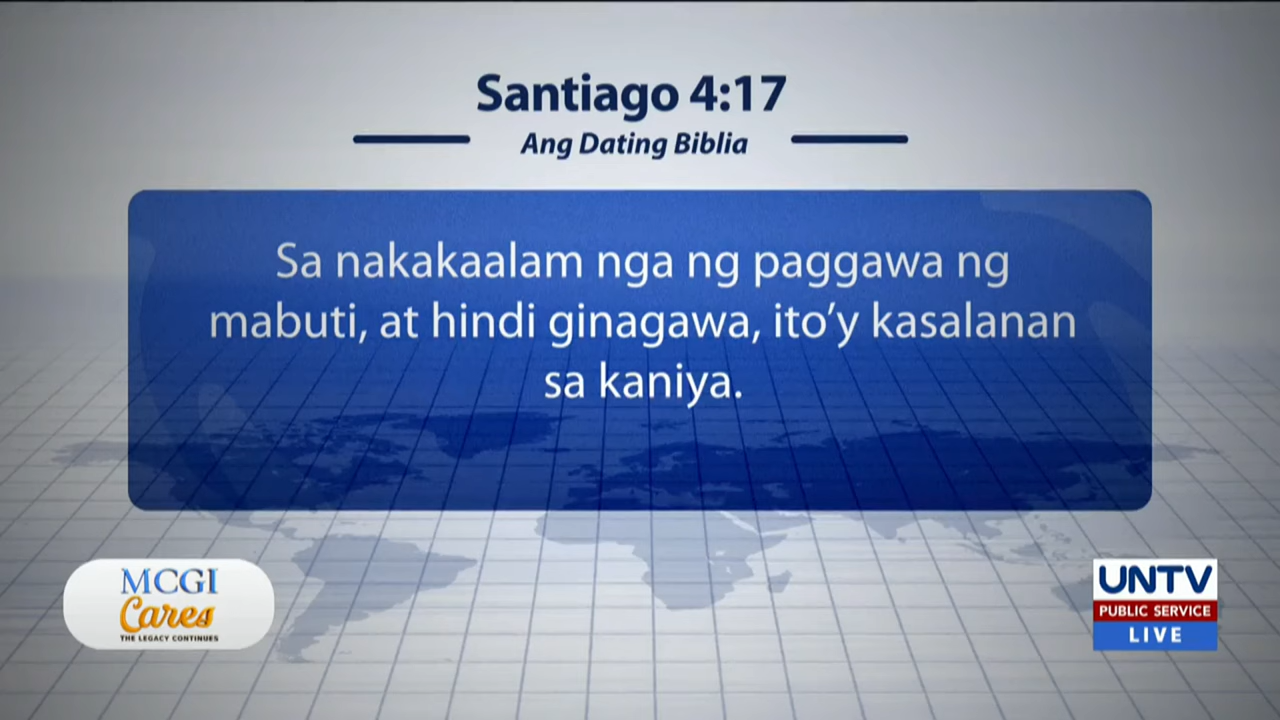 Santiago 4:17
Ang Dating Biblia
Sa nakakaalam nga ng paggawa ng
mabuti, at hindi ginagawa, ito’y kasalanan
sa kaniya.
MCGI
Cares
THE LEGACY CONTINUES
UNTV
PUBLIC SERVICE
LIVE